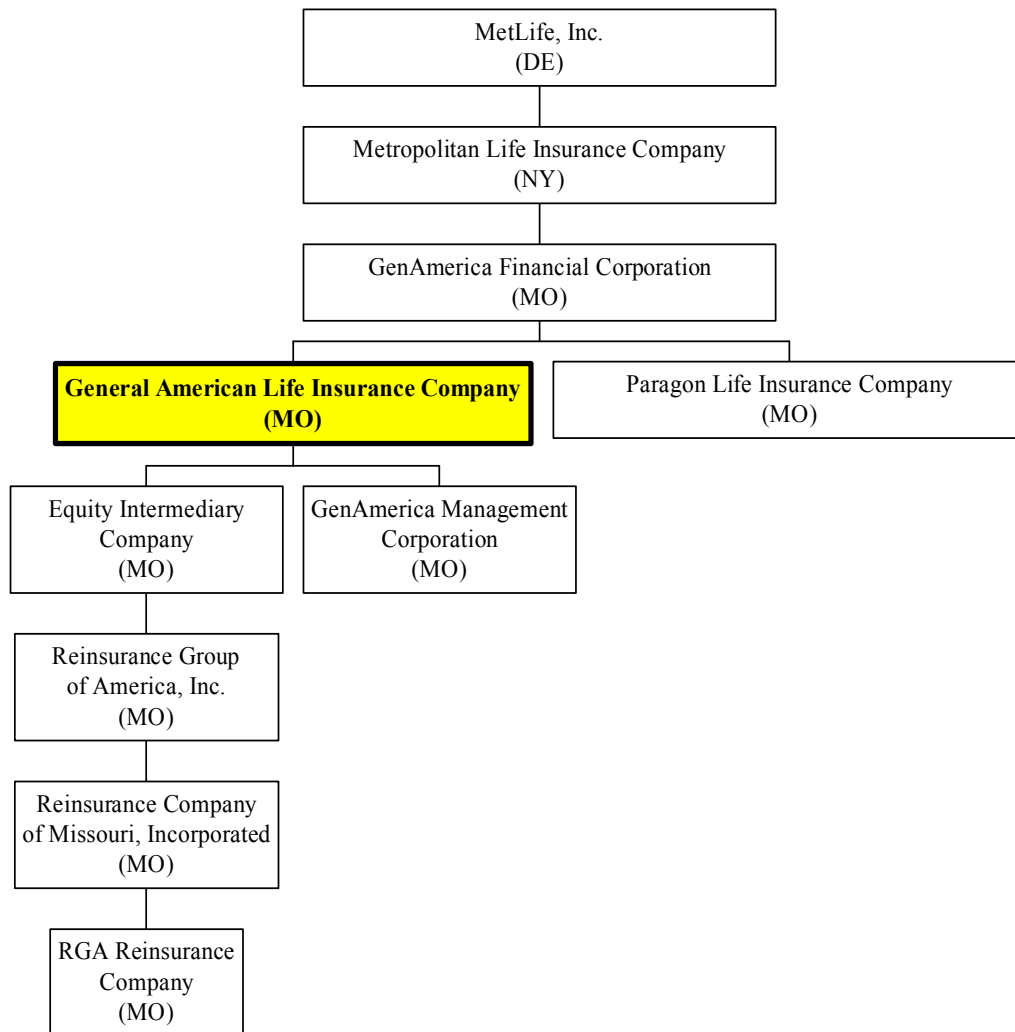 MetLife, Inc.
(DE)
Metropolitan Life Insurance Company
(NY)
GenAmerica Financial Corporation
(MO)
General American Life Insurance Company
(MO)
Paragon Life Insurance Company
(MO)
Equity Intermediary
Company
(MO)
GenAmerica Management
Corporation
(MO)
Reinsurance Group
of America, Inc.
(MO)
Reinsurance Company
of Missouri, Incorporated
(MO)
RGA Reinsurance
Company
(MO)